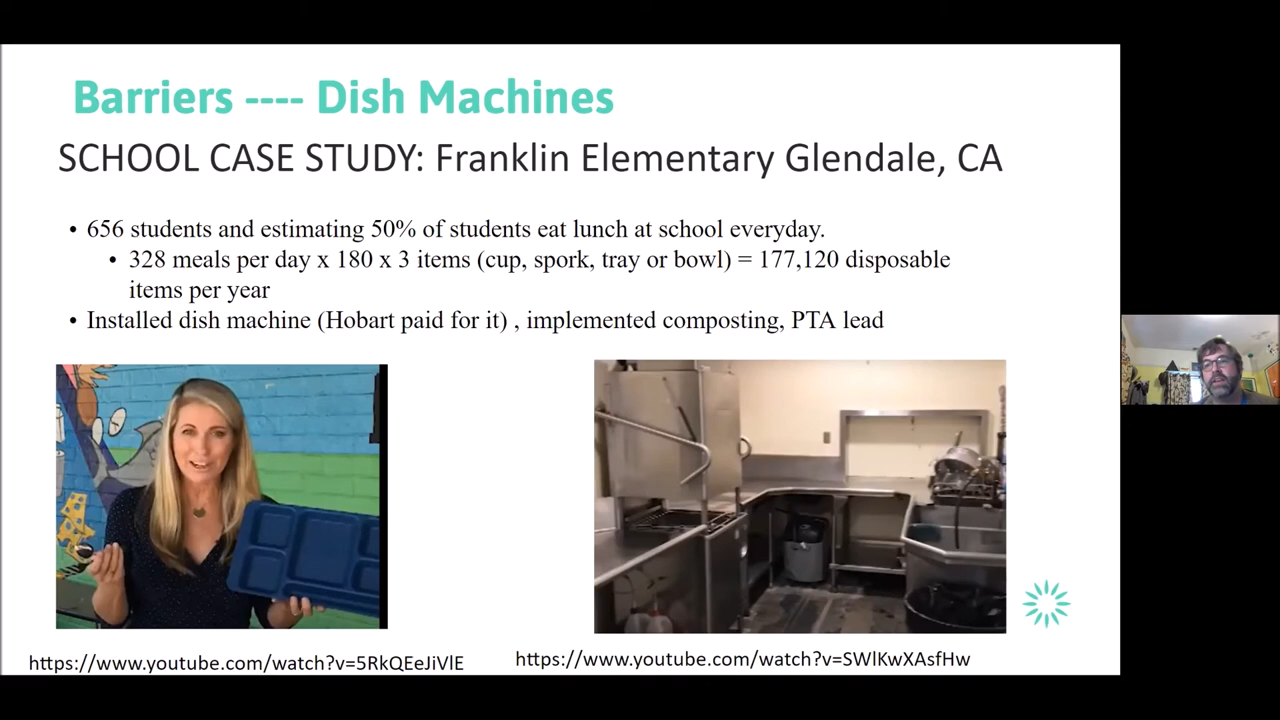 Barriers ---- Dish Machines
SCHOOL CASE STUDY: Franklin Elementary Glendale, CA
• 656 students and estimating 50% of students eat lunch at school everyday.
• 328 meals per day x 180 x 3 items (cup, spork, tray or bowl) = 177,120 disposable
items per year
• Installed dish machine (Hobart paid for it) , implemented composting, PTA lead
https://www.youtube.com/watch?v=5RkQEeJiVlE
https://www.youtube.com/watch?v=SWlKwXAsfHw